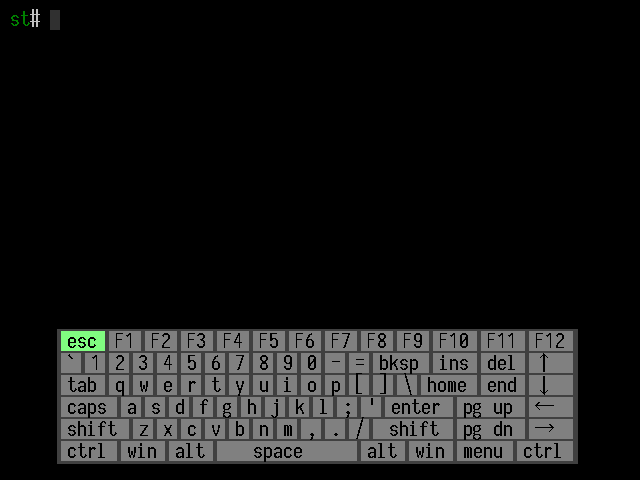 st#
esc F1 F2 F3 F4 F5 F6 F7 F8 F9 F10 F11 F12
` 1 2 3 4 5 6 7 8 9 0 - = bksp ins del ↑
tab q w e r t y u i o p [ ] \ home end ↓
caps a s d f g h j k l ; ' enter pg up ←
shift z x c v b n m , . / shift pg dn →
ctrl win alt space alt win menu ctrl